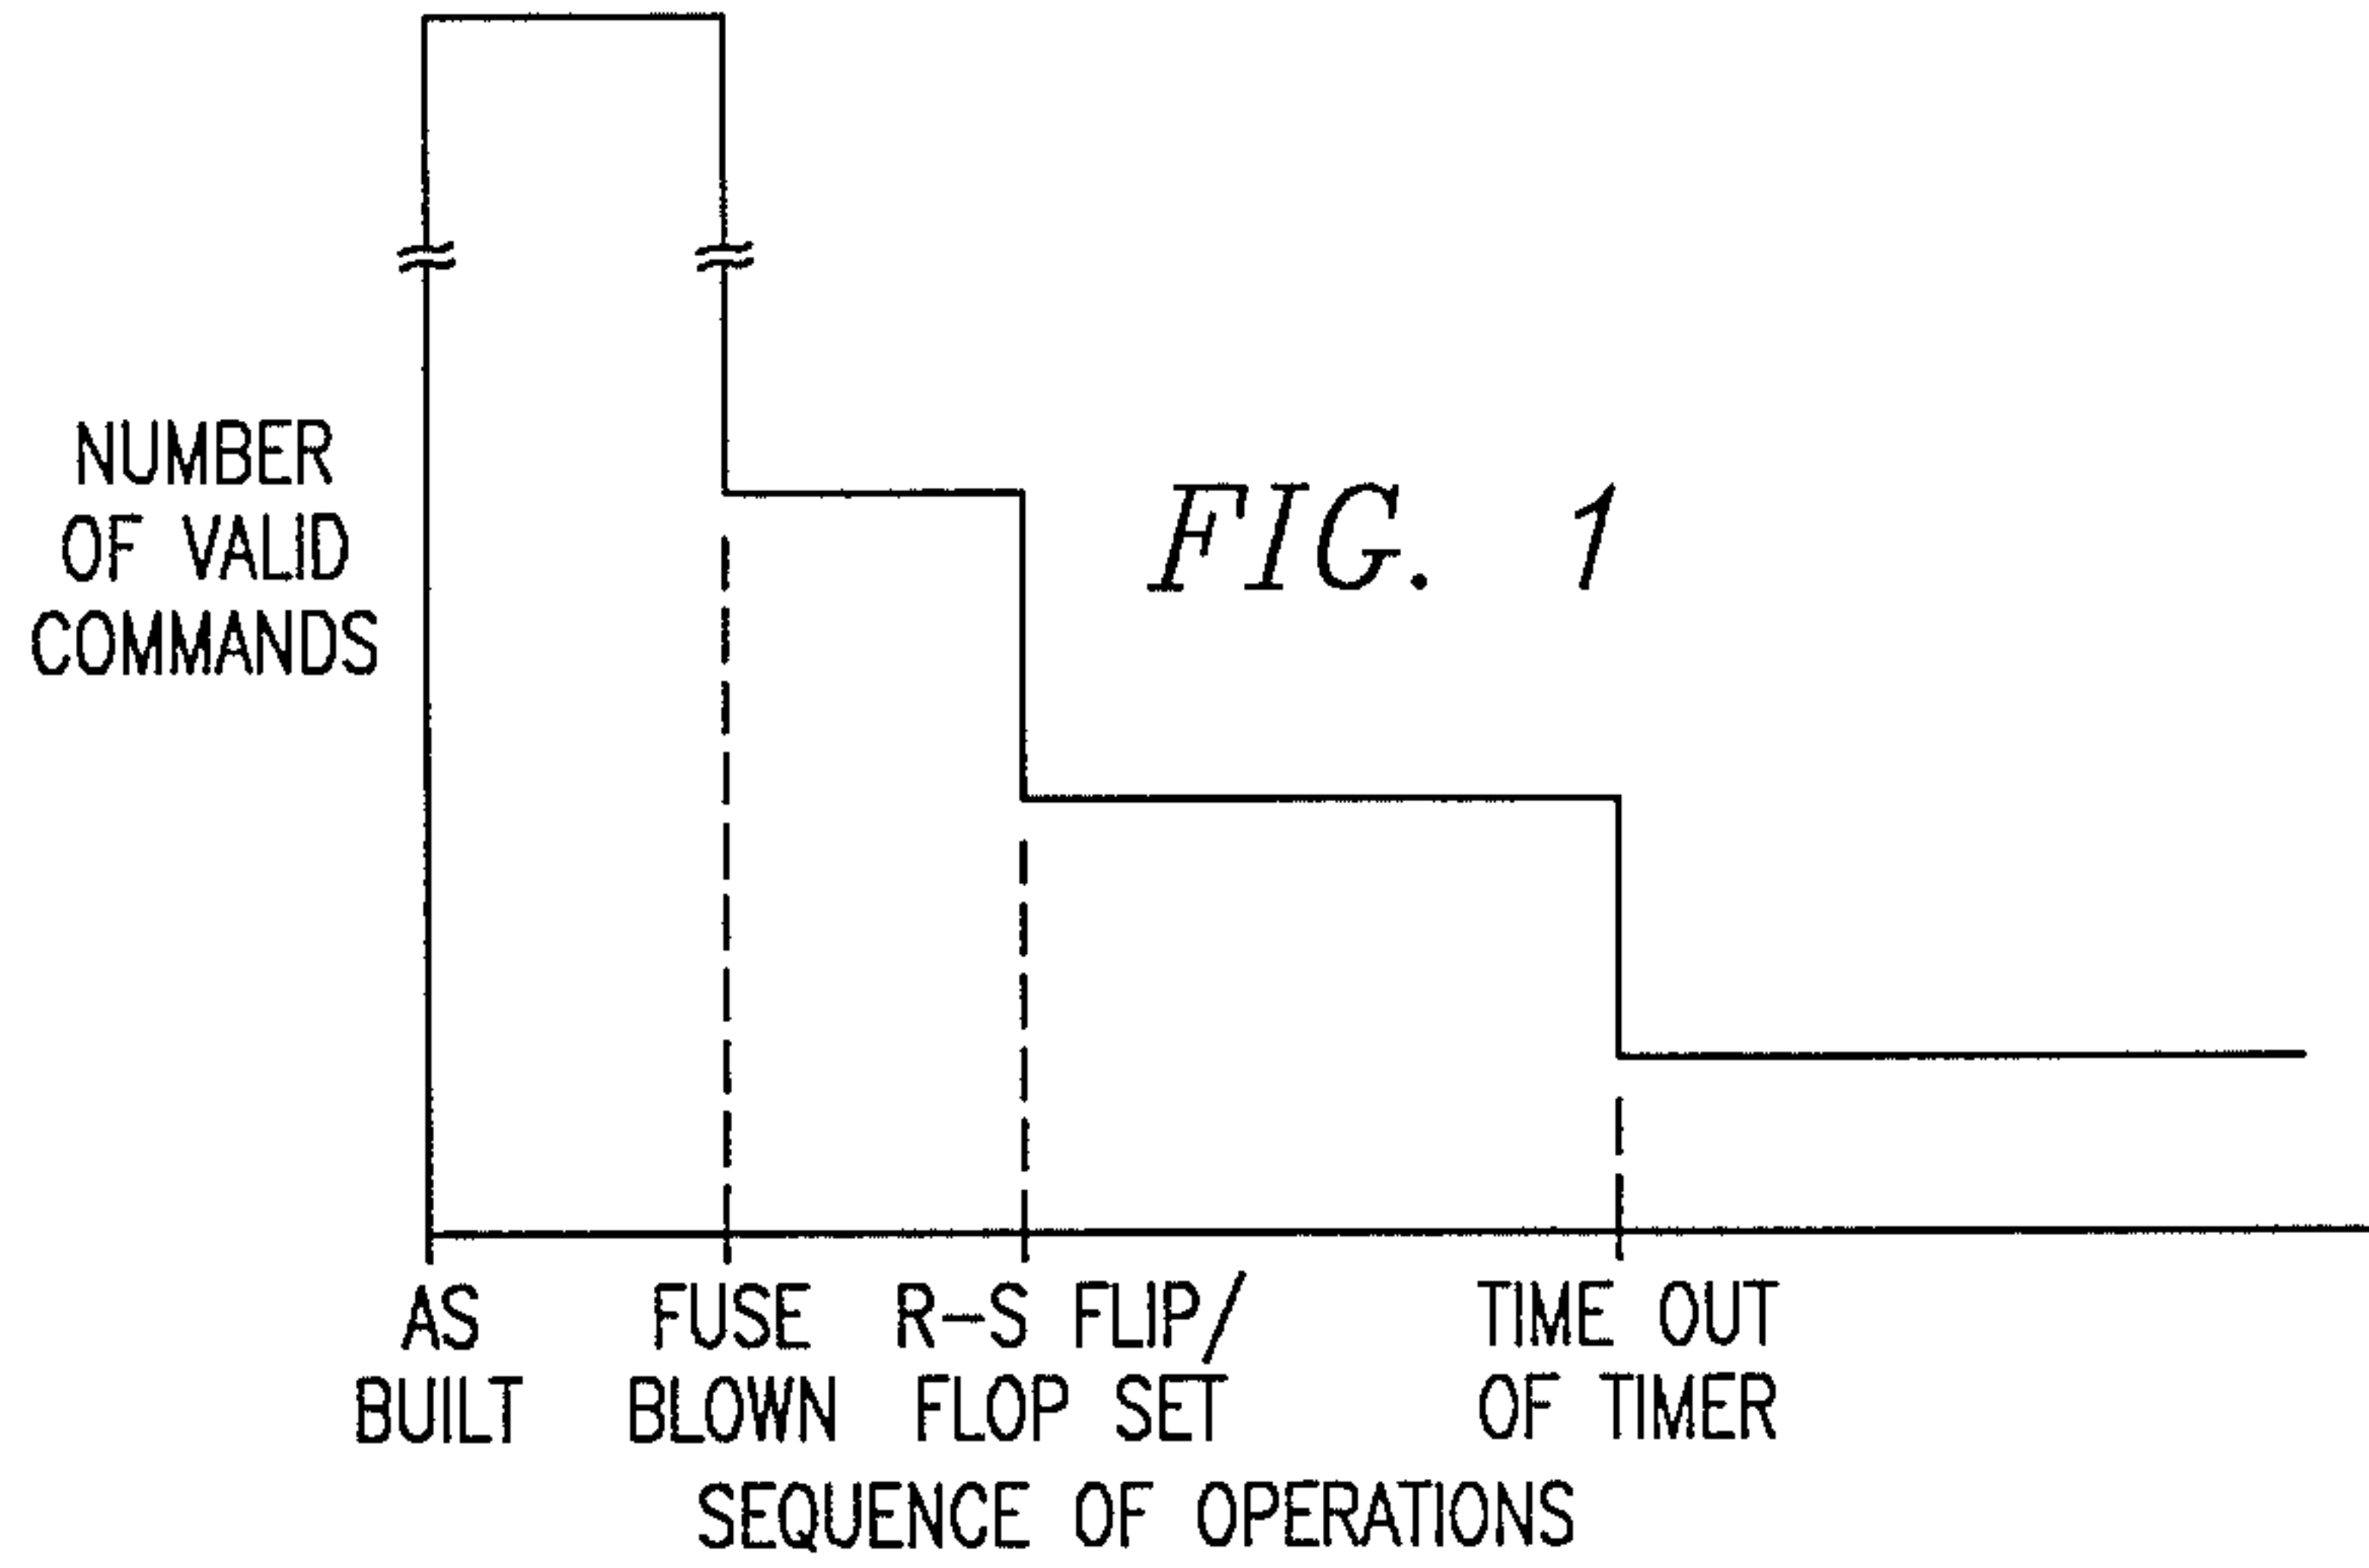 NUMBER
OF VALID
COMMANDS
FIG. 1
AS
BUILT
FUSE
BLOWN
R-S FLIP/
FLOP SET
TIME OUT
OF TIMER
SEQUENCE OF OPERATIONS